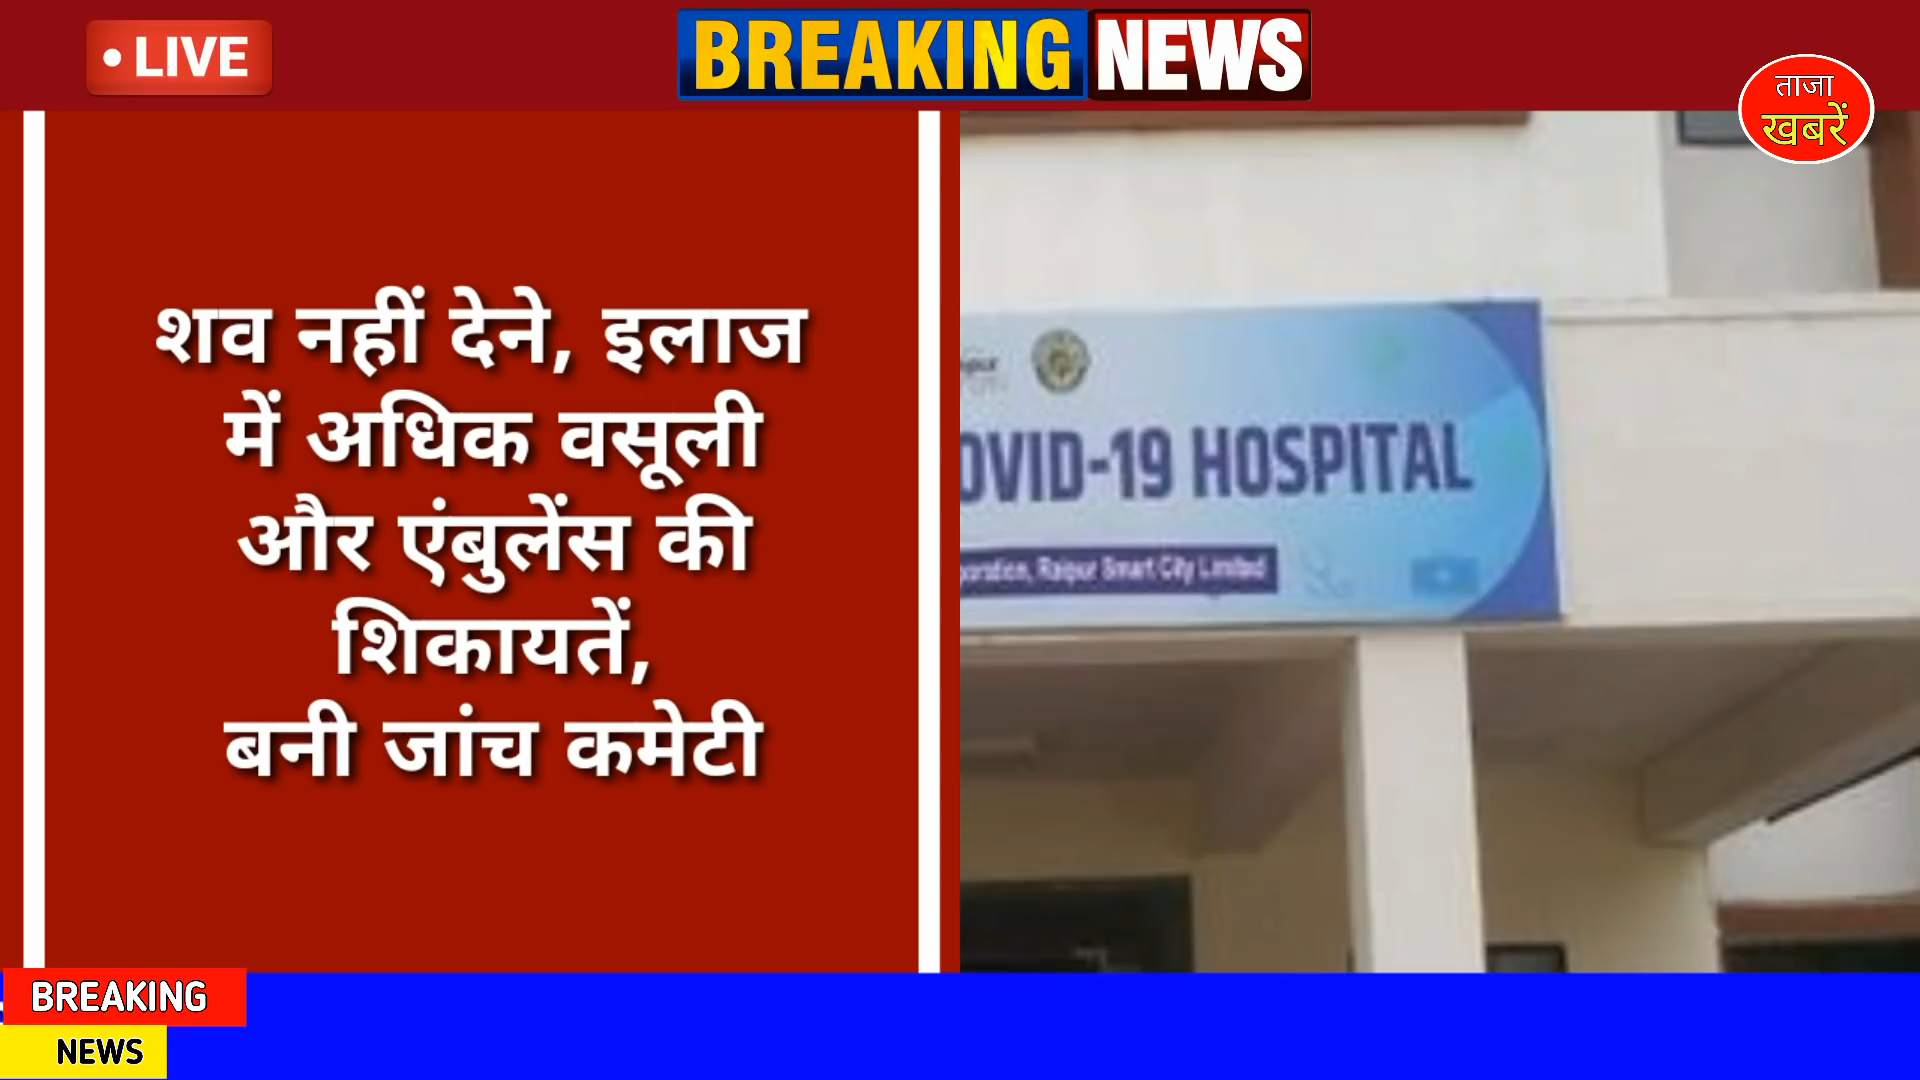 • LIVE
BREAKING NEWS
ताजा
खबरें
शव नहीं देने, इलाज
में अधिक वसूली
और एंबुलेंस की
शिकायतें,
बनी जांच कमेटी
OVID-19 HOSPITAL
poration, Raipur Smart City Limited
BREAKING
NEWS